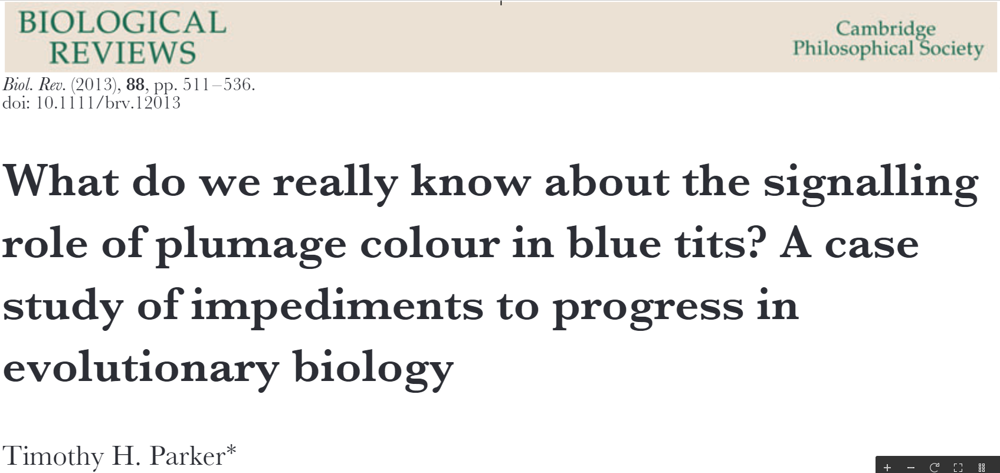 BIOLOGICAL
REVIEWS
Cambridge
Philosophical Society
Biol. Rev. (2013), 88, pp. 511–536.
doi: 10.1111/brv.12013
What do we really know about the signalling
role of plumage colour in blue tits? A case
study of impediments to progress in
evolutionary biology
Timothy H. Parker*